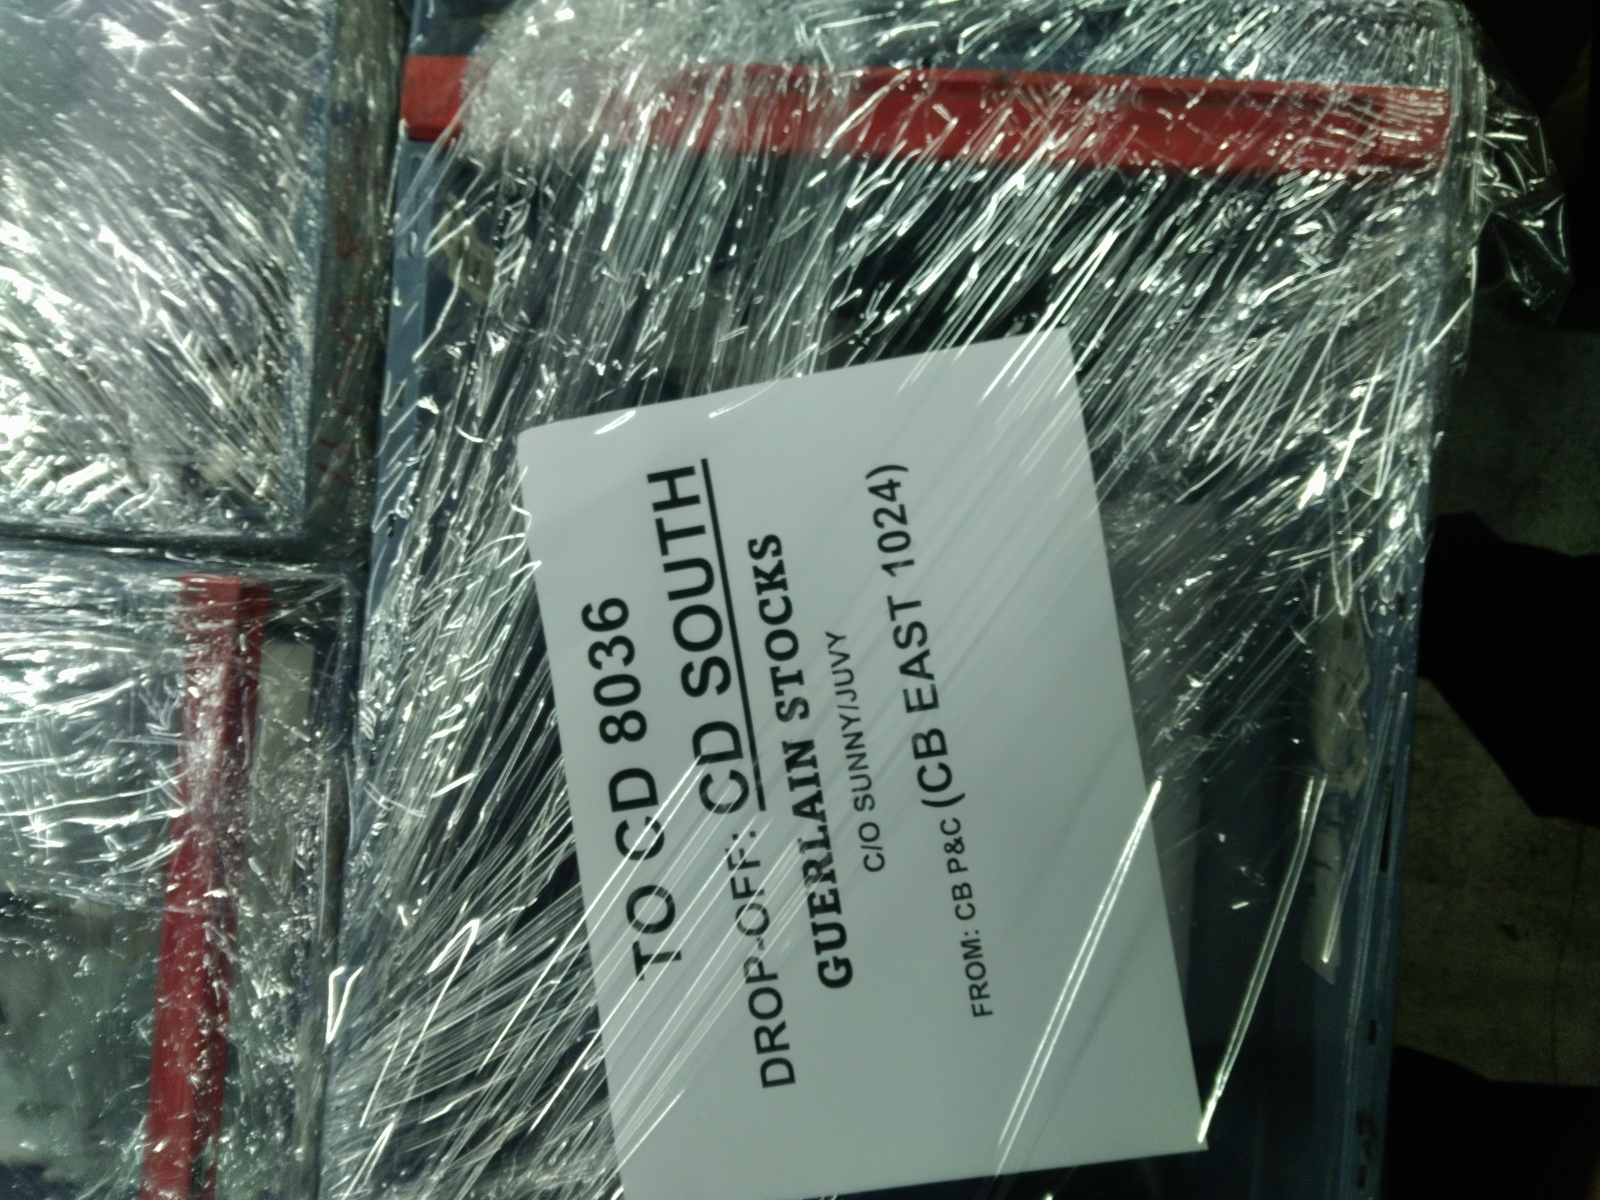 TO CD 8036
DROP-OFF: CD SOUTH
GUERLAIN STOCKS
C/O SUNNY/JUVY
FROM: CB P&C (CB EAST 1024)